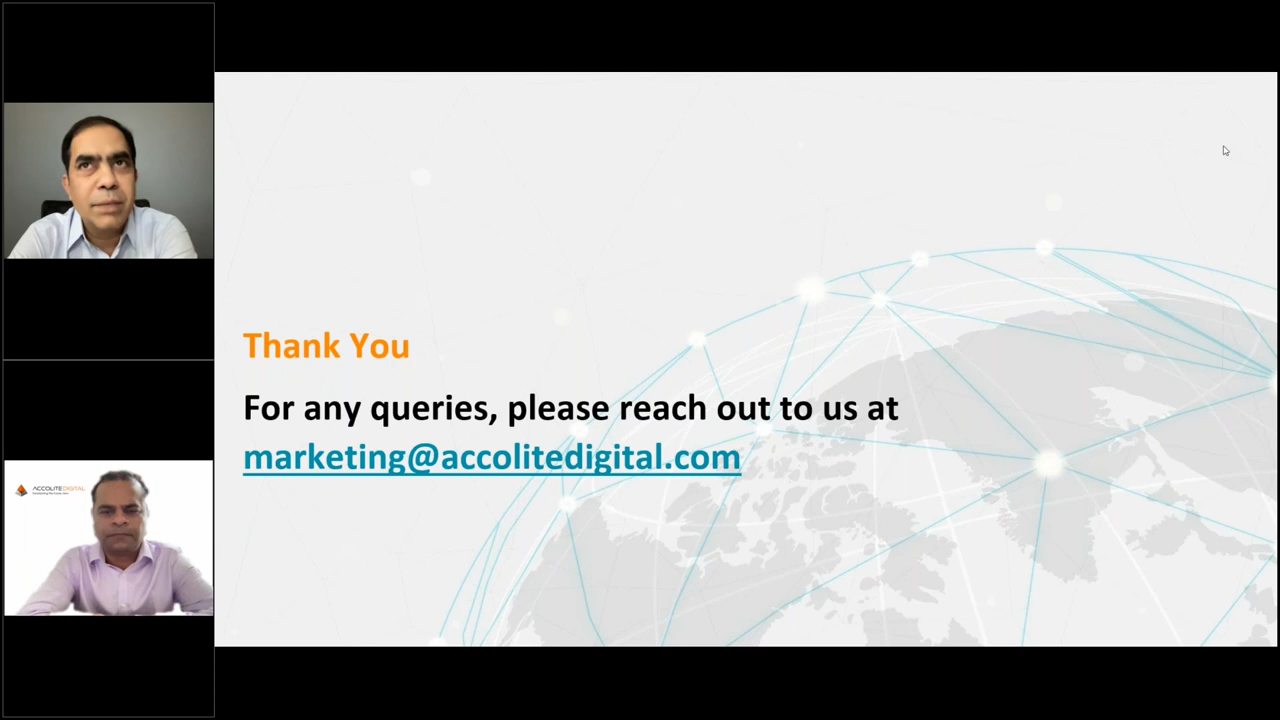 ACCOLITE DIGITAL
Thank You
For any queries, please reach out to us at
marketing@accolitedigital.com